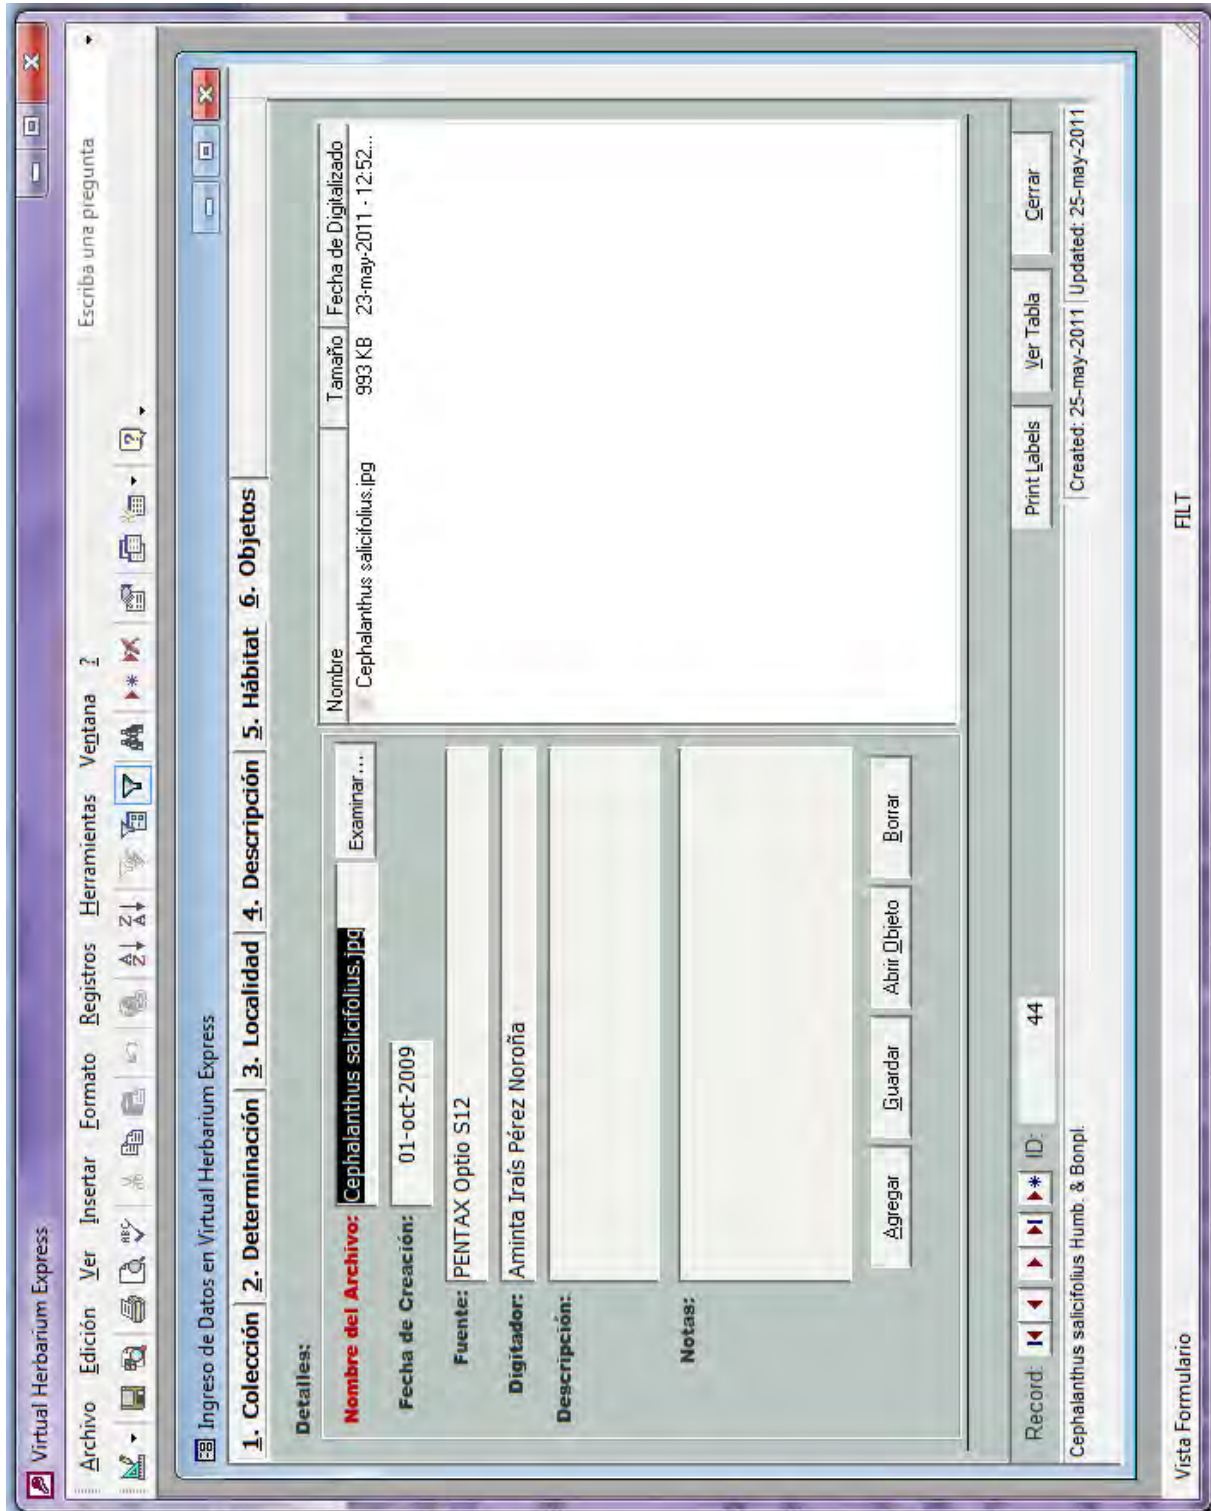 Virtual Herbarium Express
Archivo Edición Ver Insertar Formato Registros Herramientas Ventana ? Escriba una pregunta
Ingreso de Datos en Virtual Herbarium Express
1. Colección 2. Determinación 3. Localidad 4. Descripción 5. Hábitat 6. Objetos
Detalles:
Nombre del Archivo: Cephalanthus salicifolius.jpg Examinar...
Fecha de Creación: 01-oct-2009
Fuente: PENTAX Optio S12
Digitador: Aminta Iraís Pérez Noroña
Descripción:
Notas:
Agregar Guardar Abrir Objeto Borrar
Nombre Tamaño Fecha de Digitalizado
Cephalanthus salicifolius.jpg 993 KB 23-may-2011 - 12:52...
Record: ID: 44 Print Labels Ver Tabla Cerrar
Cephalanthus salicifolius Humb. & Bonpl. Created: 25-may-2011 Updated: 25-may-2011
Vista Formulario FILT